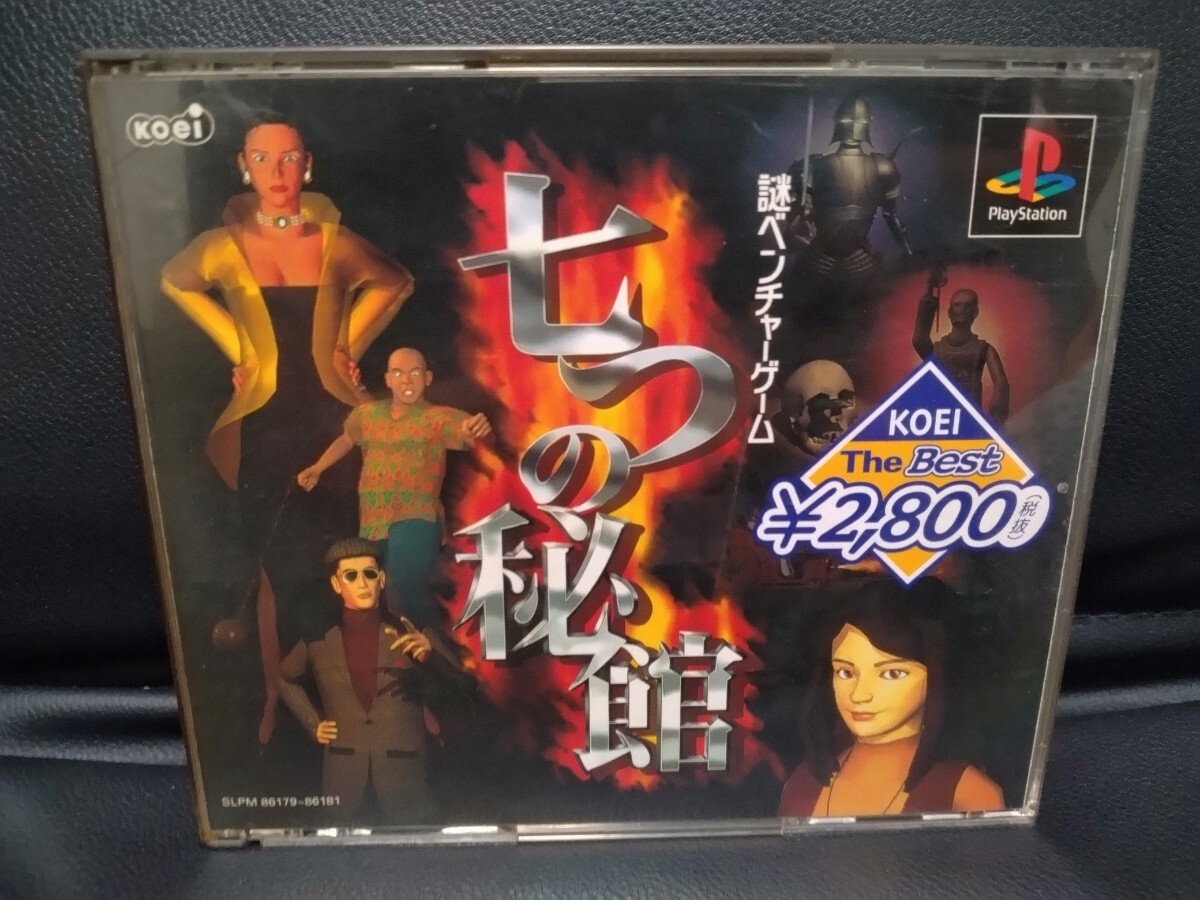 KOEI
七つの秘館
謎ベンチャーゲーム
PlayStation
KOEI
The Best
¥2,800(税抜)
SLPM 86179~86181